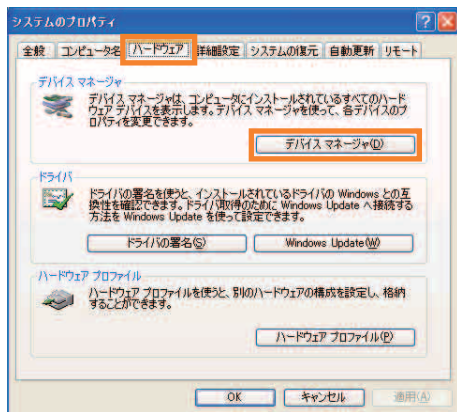 システムのプロパティ
全般 コンピュータ名 ハードウェア 詳細設定 システムの復元 自動更新 リモート
デバイス マネージャ
デバイス マネージャは、コンピュータにインストールされているすべてのハード
ウェア デバイスを表示します。デバイス マネージャを使って、各デバイスのプ
ロパティを変更できます。
デバイス マネージャ(D)
ドライバ
ドライバの署名を使うと、インストールされているドライバの Windows との互
換性を確認できます。ドライバ取得のために Windows Update へ接続する
方法を Windows Update を使って設定できます。
ドライバの署名(S) Windows Update(W)
ハードウェア プロファイル
ハードウェア プロファイルを使うと、別のハードウェアの構成を設定し、格納
することができます。
ハードウェア プロファイル(P)
OK キャンセル 適用(A)